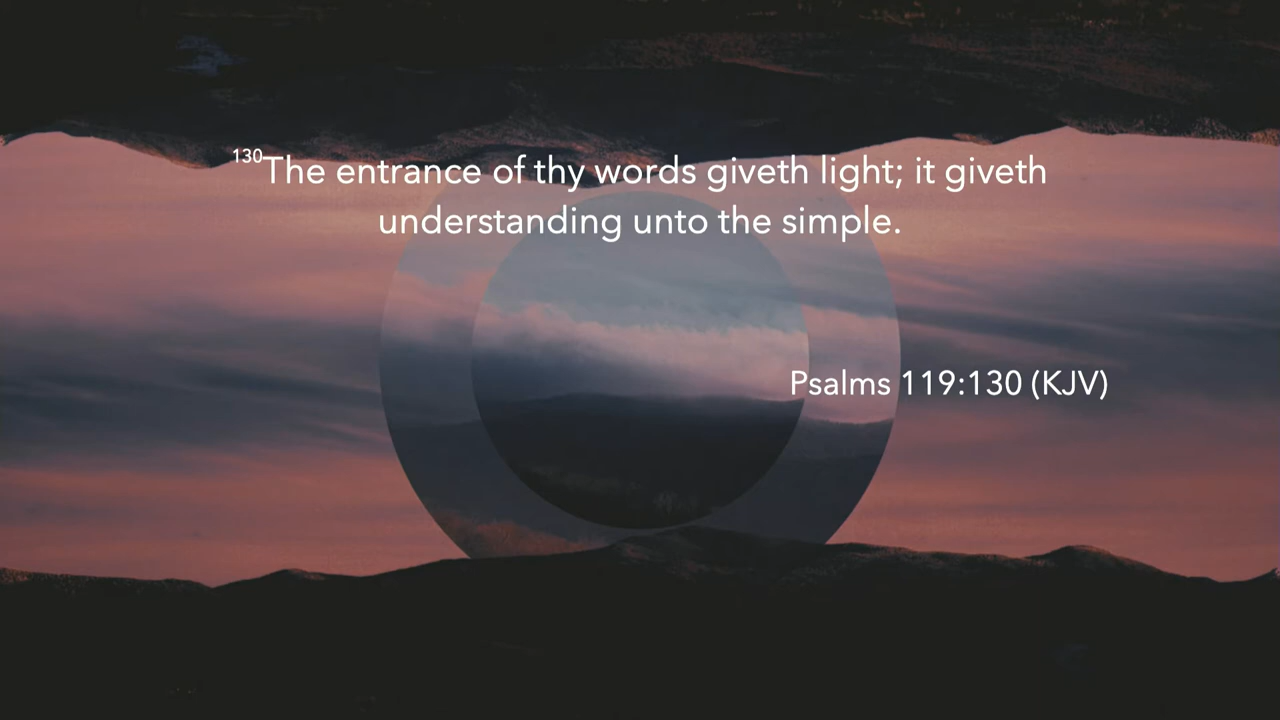 130The entrance of thy words giveth light; it giveth
understanding unto the simple.
Psalms 119:130 (KJV)